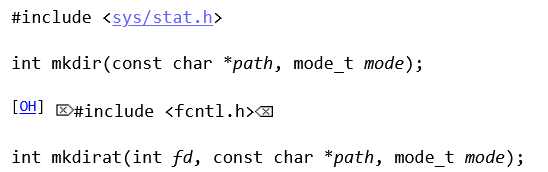 #include <sys/stat.h>
int mkdir(const char *path, mode_t mode);
[OH] ⌦#include <fcntl.h>⌫
int mkdirat(int fd, const char *path, mode_t mode);